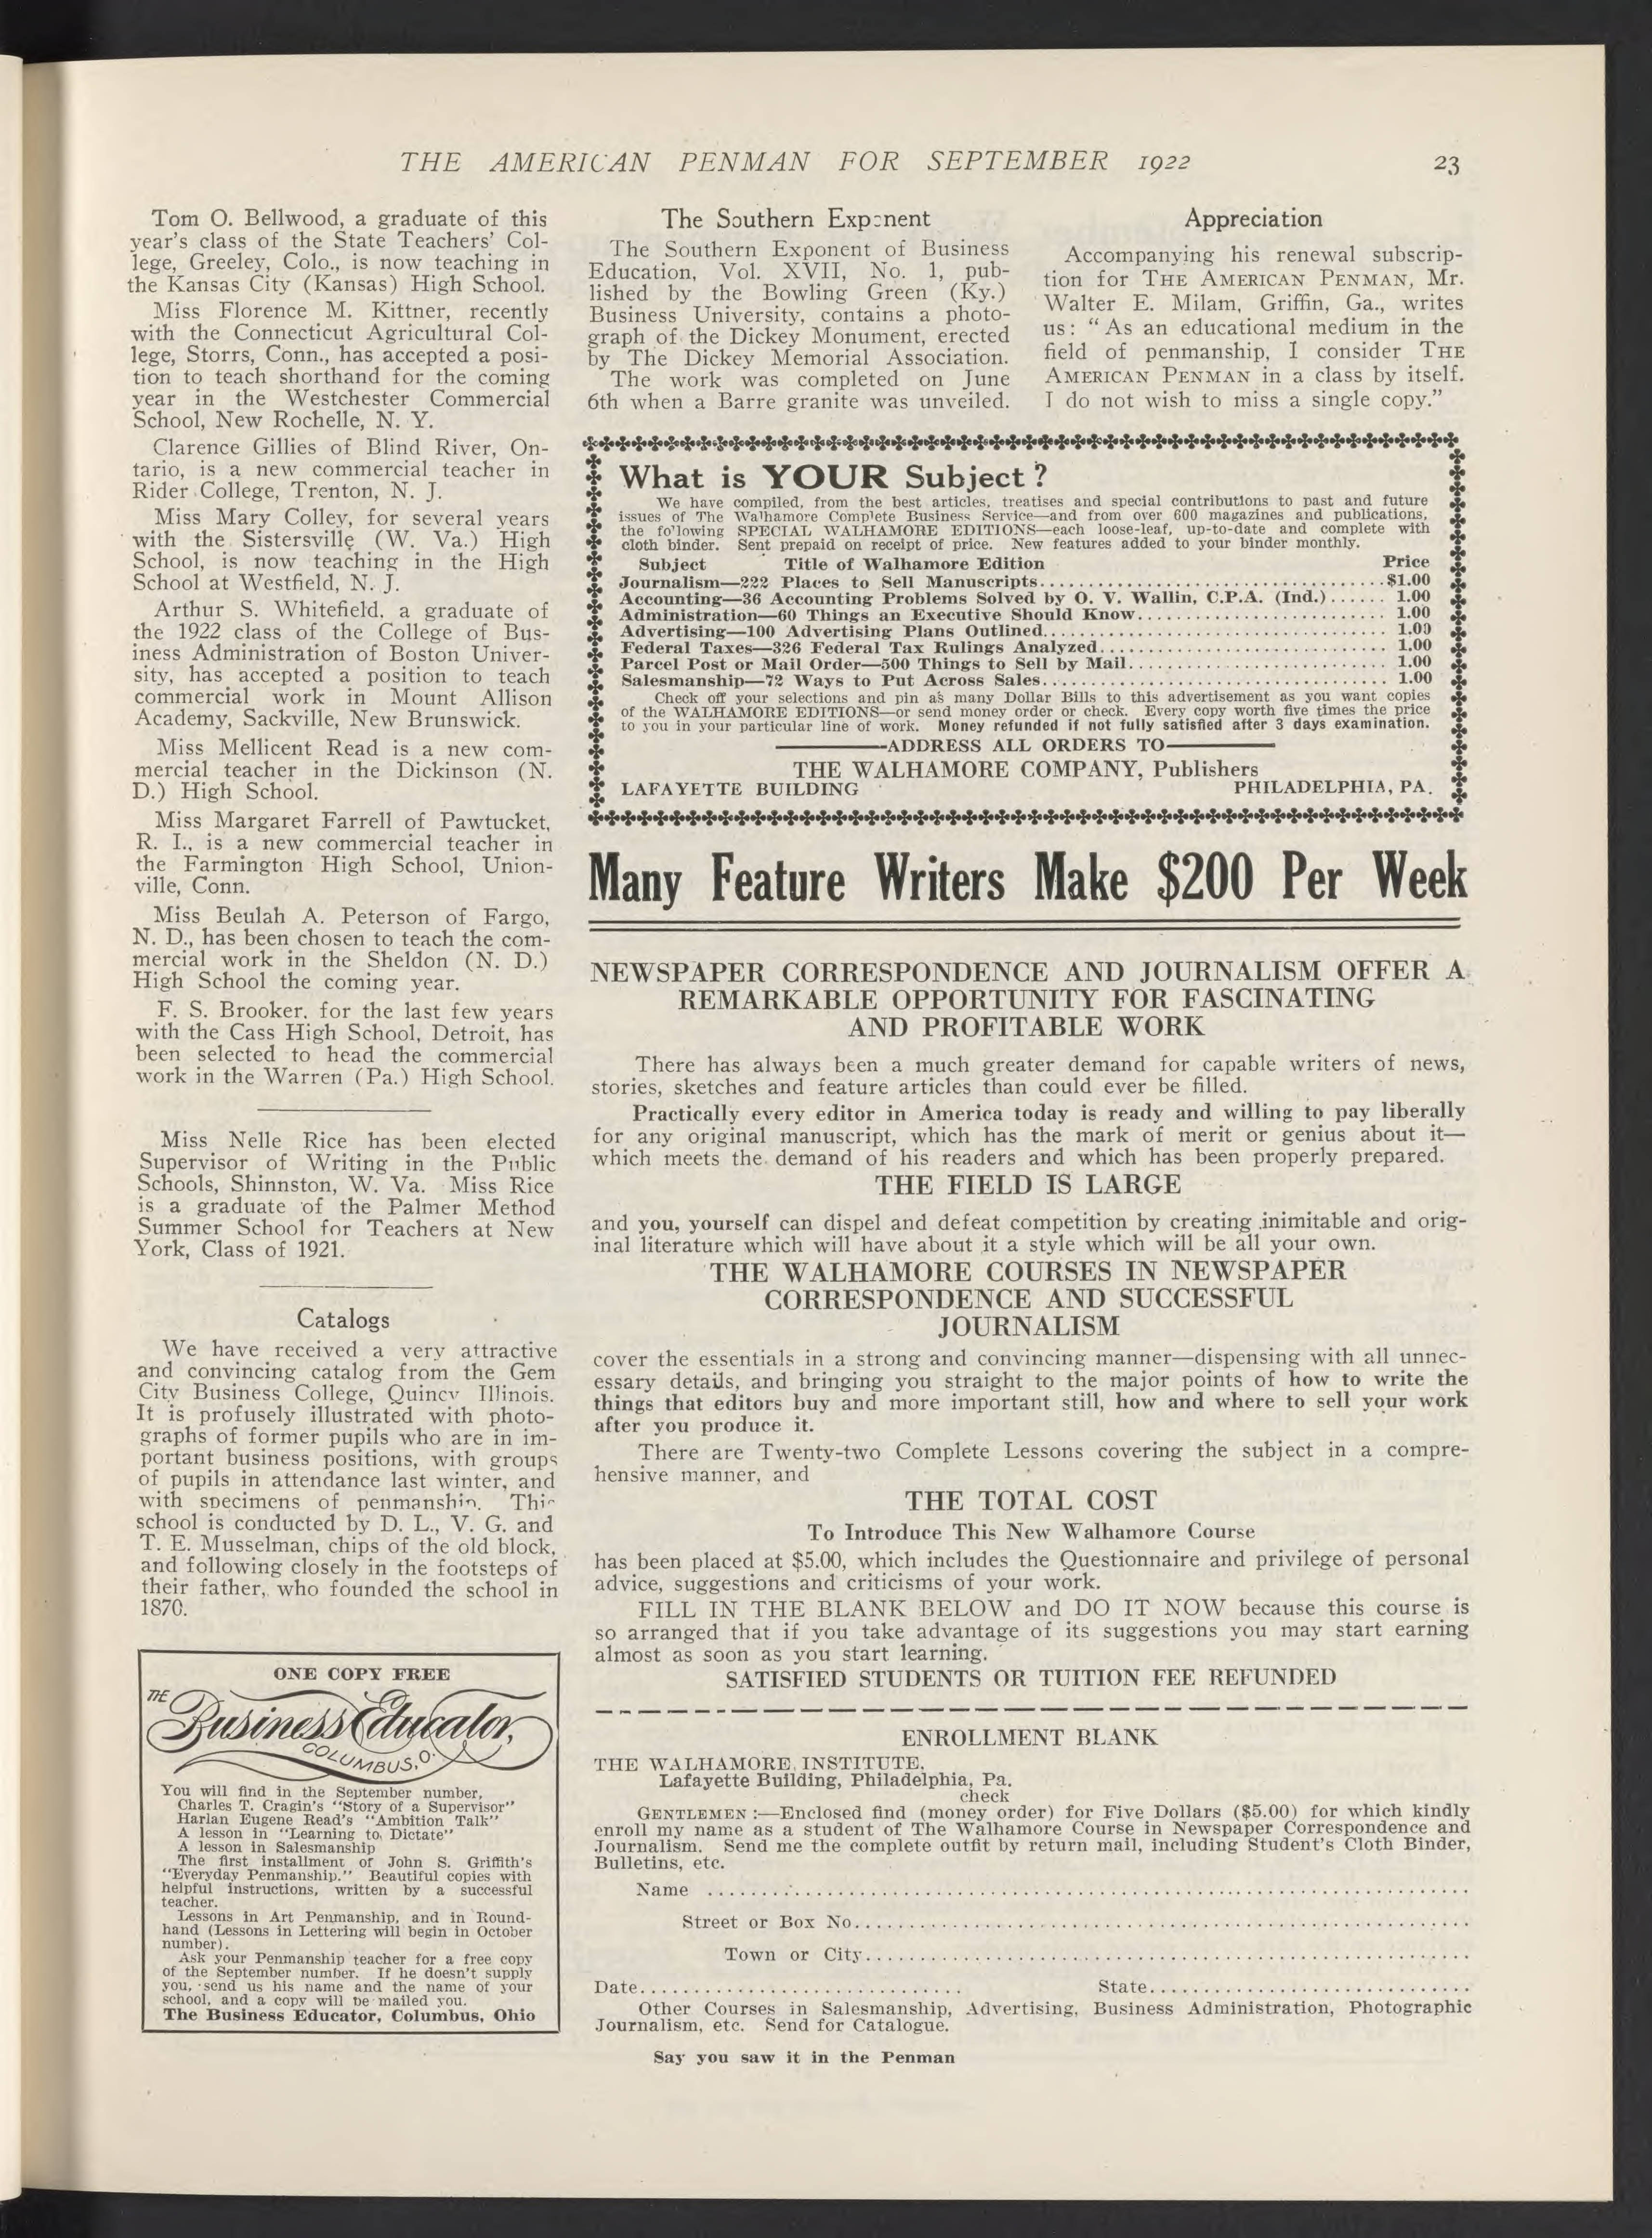 THE AMERICAN PENMAN FOR SEPTEMBER 1922 23
Tom O. Bellwood, a graduate of this
year's class of the State Teachers' Col-
lege, Greeley, Colo., is now teaching in
the Kansas City (Kansas) High School.
Miss Florence M. Kittner, recently
with the Connecticut Agricultural Col-
lege, Storrs, Conn., has accepted a posi-
tion to teach shorthand for the coming
year in the Westchester Commercial
School, New Rochelle, N. Y.
Clarence Gillies of Blind River, On-
tario, is a new commercial teacher in
Rider College, Trenton, N. J.
Miss Mary Colley, for several years
with the Sistersville (W. Va.) High
School, is now teaching in the High
School at Westfield, N. J.
Arthur S. Whitefield, a graduate of
the 1922 class of the College of Bus-
iness Administration of Boston Univer-
sity, has accepted a position to teach
commercial work in Mount Allison
Academy, Sackville, New Brunswick.
Miss Mellicent Read is a new com-
mercial teacher in the Dickinson (N.
D.) High School.
Miss Margaret Farrell of Pawtucket,
R. I., is a new commercial teacher in
the Farmington High School, Union-
ville, Conn.
Miss Beulah A. Peterson of Fargo,
N. D., has been chosen to teach the com-
mercial work in the Sheldon (N. D.)
High School the coming year.
F. S. Brooker, for the last few years
with the Cass High School, Detroit, has
been selected to head the commercial
work in the Warren (Pa.) High School.
Miss Nelle Rice has been elected
Supervisor of Writing in the Public
Schools, Shinnston, W. Va. Miss Rice
is a graduate of the Palmer Method
Summer School for Teachers at New
York, Class of 1921.
Catalogs
We have received a very attractive
and convincing catalog from the Gem
City Business College, Quincy Illinois.
It is profusely illustrated with photo-
graphs of former pupils who are in im-
portant business positions, with groups
of pupils in attendance last winter, and
with specimens of penmanship. This
school is conducted by D. L., V. G. and
T. E. Musselman, chips of the old block,
and following closely in the footsteps of
their father, who founded the school in
1870.
ONE COPY FREE
THE
Business Educator,
COLUMBUS, O.
You will find in the September number,
Charles T. Cragin's "Story of a Supervisor"
Harlan Eugene Read's "Ambition Talk"
A lesson in "Learning to Dictate"
A lesson in Salesmanship
The first installment of John S. Griffith's
"Everyday Penmanship." Beautiful copies with
helpful instructions, written by a successful
teacher.
Lessons in Art Penmanship, and in Round-
hand (Lessons in Lettering will begin in October
number).
Ask your Penmanship teacher for a free copy
of the September number. If he doesn't supply
you, send us his name and the name of your
school, and a copy will be mailed you.
The Business Educator, Columbus, Ohio
The Southern Exponent
The Southern Exponent of Business
Education, Vol. XVII, No. 1, pub-
lished by the Bowling Green (Ky.)
Business University, contains a photo-
graph of the Dickey Monument, erected
by The Dickey Memorial Association.
The work was completed on June
6th when a Barre granite was unveiled.
Appreciation
Accompanying his renewal subscrip-
tion for THE AMERICAN PENMAN, Mr.
Walter E. Milam, Griffin, Ga., writes
us: "As an educational medium in the
field of penmanship, I consider THE
AMERICAN PENMAN in a class by itself.
I do not wish to miss a single copy."
What is YOUR Subject?
We have compiled, from the best articles, treatises and special contributions to past and future
issues of The Walhamore Complete Business Service—and from over 600 magazines and publications,
the following SPECIAL WALHAMORE EDITIONS—each loose-leaf, up-to-date and complete with
cloth binder. Sent prepaid on receipt of price. New features added to your binder monthly.
Subject Title of Walhamore Edition Price
Journalism—222 Places to Sell Manuscripts................................$1.00
Accounting—36 Accounting Problems Solved by O. V. Wallin, C.P.A. (Ind.)...... 1.00
Administration—60 Things an Executive Should Know.......................... 1.00
Advertising—100 Advertising Plans Outlined................................ 1.00
Federal Taxes—326 Federal Tax Rulings Analyzed............................ 1.00
Parcel Post or Mail Order—500 Things to Sell by Mail........................ 1.00
Salesmanship—72 Ways to Put Across Sales................................ 1.00
Check off your selections and pin as many Dollar Bills to this advertisement as you want copies
of the WALHAMORE EDITIONS—or send money order or check. Every copy worth five times the price
to you in your particular line of work. Money refunded if not fully satisfied after 3 days examination.
ADDRESS ALL ORDERS TO
THE WALHAMORE COMPANY, Publishers
LAFAYETTE BUILDING PHILADELPHIA, PA.
Many Feature Writers Make $200 Per Week
NEWSPAPER CORRESPONDENCE AND JOURNALISM OFFER A
REMARKABLE OPPORTUNITY FOR FASCINATING
AND PROFITABLE WORK
There has always been a much greater demand for capable writers of news,
stories, sketches and feature articles than could ever be filled.
Practically every editor in America today is ready and willing to pay liberally
for any original manuscript, which has the mark of merit or genius about it—
which meets the demand of his readers and which has been properly prepared.
THE FIELD IS LARGE
and you, yourself can dispel and defeat competition by creating inimitable and orig-
inal literature which will have about it a style which will be all your own.
THE WALHAMORE COURSES IN NEWSPAPER
CORRESPONDENCE AND SUCCESSFUL
JOURNALISM
cover the essentials in a strong and convincing manner—dispensing with all unnec-
essary details, and bringing you straight to the major points of how to write the
things that editors buy and more important still, how and where to sell your work
after you produce it.
There are Twenty-two Complete Lessons covering the subject in a compre-
hensive manner, and
THE TOTAL COST
To Introduce This New Walhamore Course
has been placed at $5.00, which includes the Questionnaire and privilege of personal
advice, suggestions and criticisms of your work.
FILL IN THE BLANK BELOW and DO IT NOW because this course is
so arranged that if you take advantage of its suggestions you may start earning
almost as soon as you start learning.
SATISFIED STUDENTS OR TUITION FEE REFUNDED
ENROLLMENT BLANK
THE WALHAMORE INSTITUTE,
Lafayette Building, Philadelphia, Pa.
check
GENTLEMEN:—Enclosed find (money order) for Five Dollars ($5.00) for which kindly
enroll my name as a student of The Walhamore Course in Newspaper Correspondence and
Journalism. Send me the complete outfit by return mail, including Student's Cloth Binder,
Bulletins, etc.
Name ............................................................
Street or Box No............................................................
Town or City............................................................
Date.............................. State..............................
Other Courses in Salesmanship, Advertising, Business Administration, Photographic
Journalism, etc. Send for Catalogue.
Say you saw it in the Penman